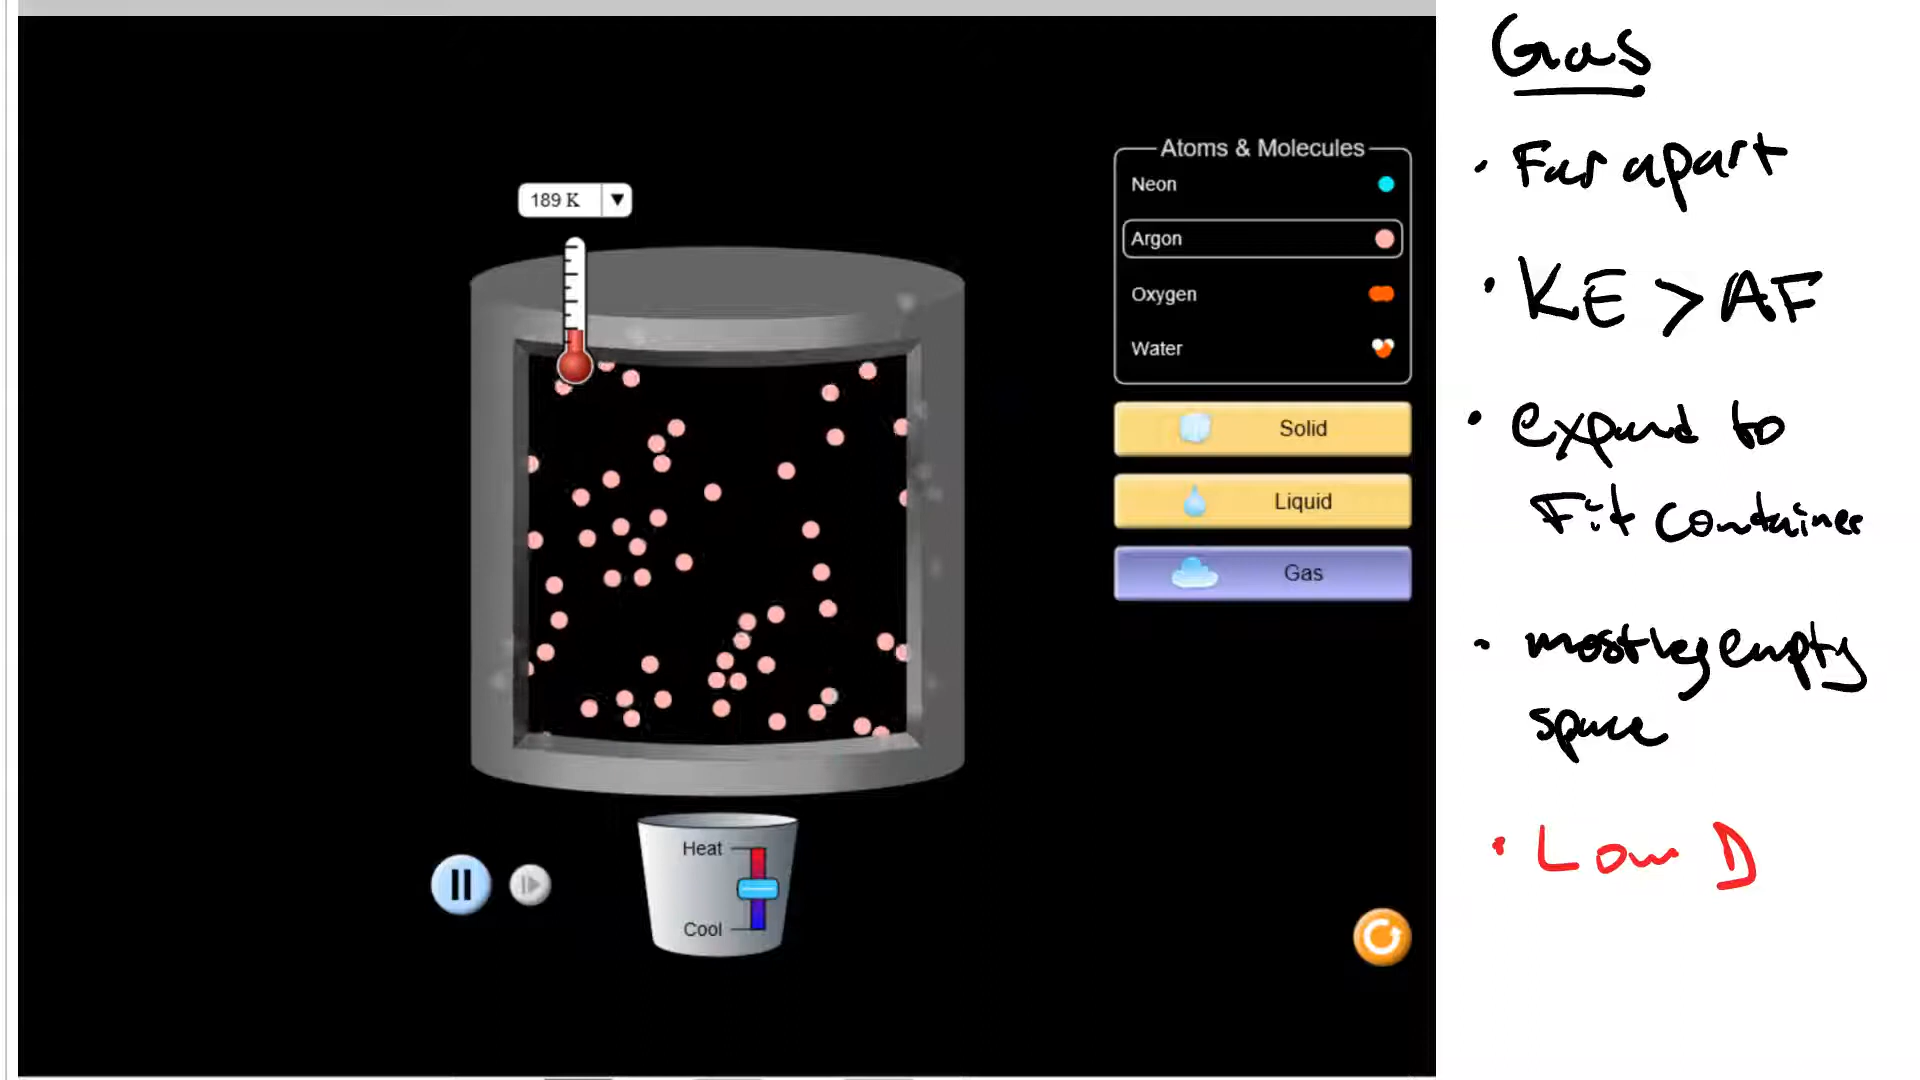 Gas
• Far apart
• KE > AF
• expand to
Fit container
• mostly empty
space
• Low D
189 K
Atoms & Molecules
Neon
Argon
Oxygen
Water
Solid
Liquid
Gas
Heat
Cool